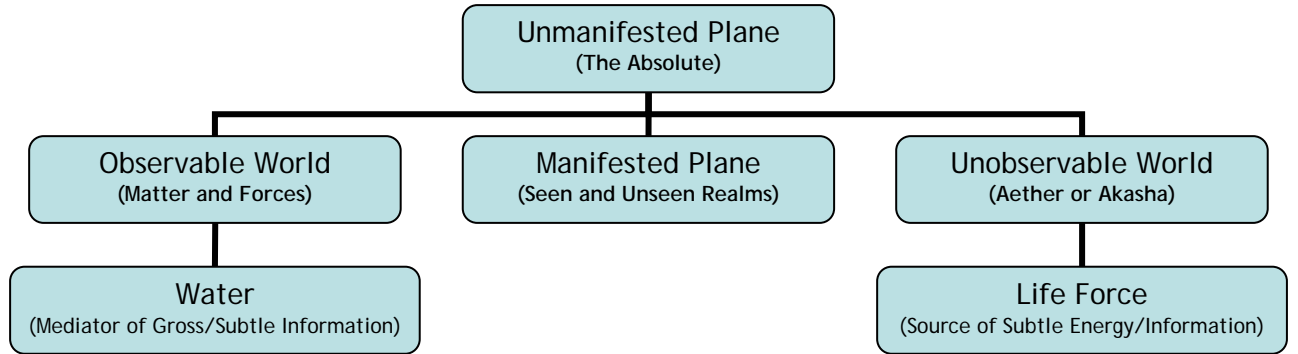 Unmanifested Plane
(The Absolute)
Observable World
(Matter and Forces)
Manifested Plane
(Seen and Unseen Realms)
Unobservable World
(Aether or Akasha)
Water
(Mediator of Gross/Subtle Information)
Life Force
(Source of Subtle Energy/Information)